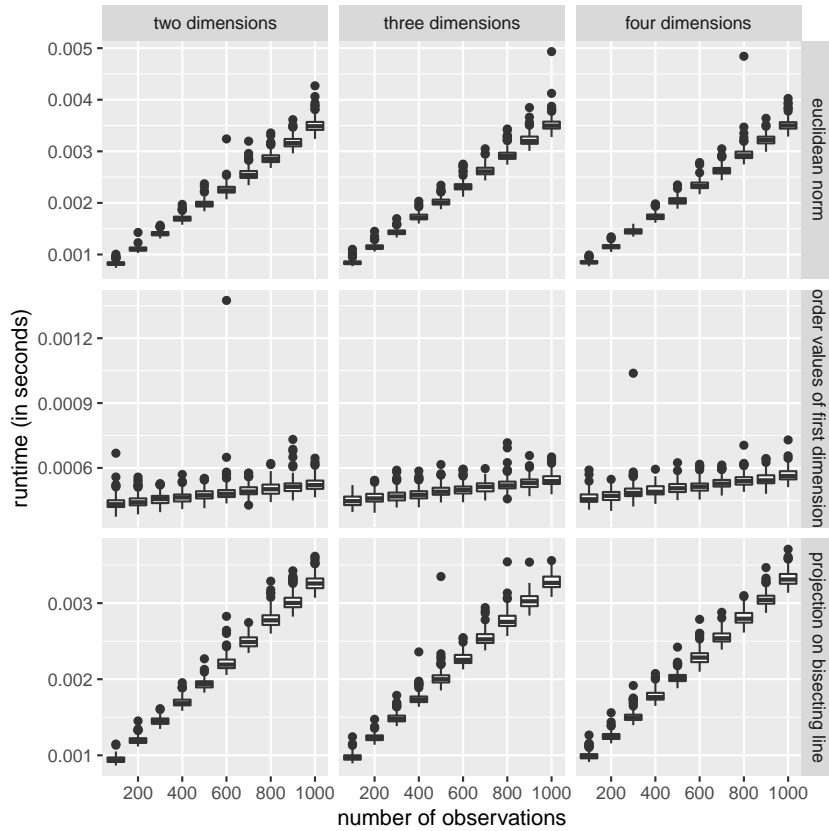 two dimensions
three dimensions
four dimensions
0.005
0.004
0.003
0.002
0.001
euclidean norm
0.0012
0.0009
0.0006
order values of first dimension
0.003
0.002
0.001
projection on bisecting line
200 400 600 800 1000
200 400 600 800 1000
200 400 600 800 1000
number of observations
runtime (in seconds)